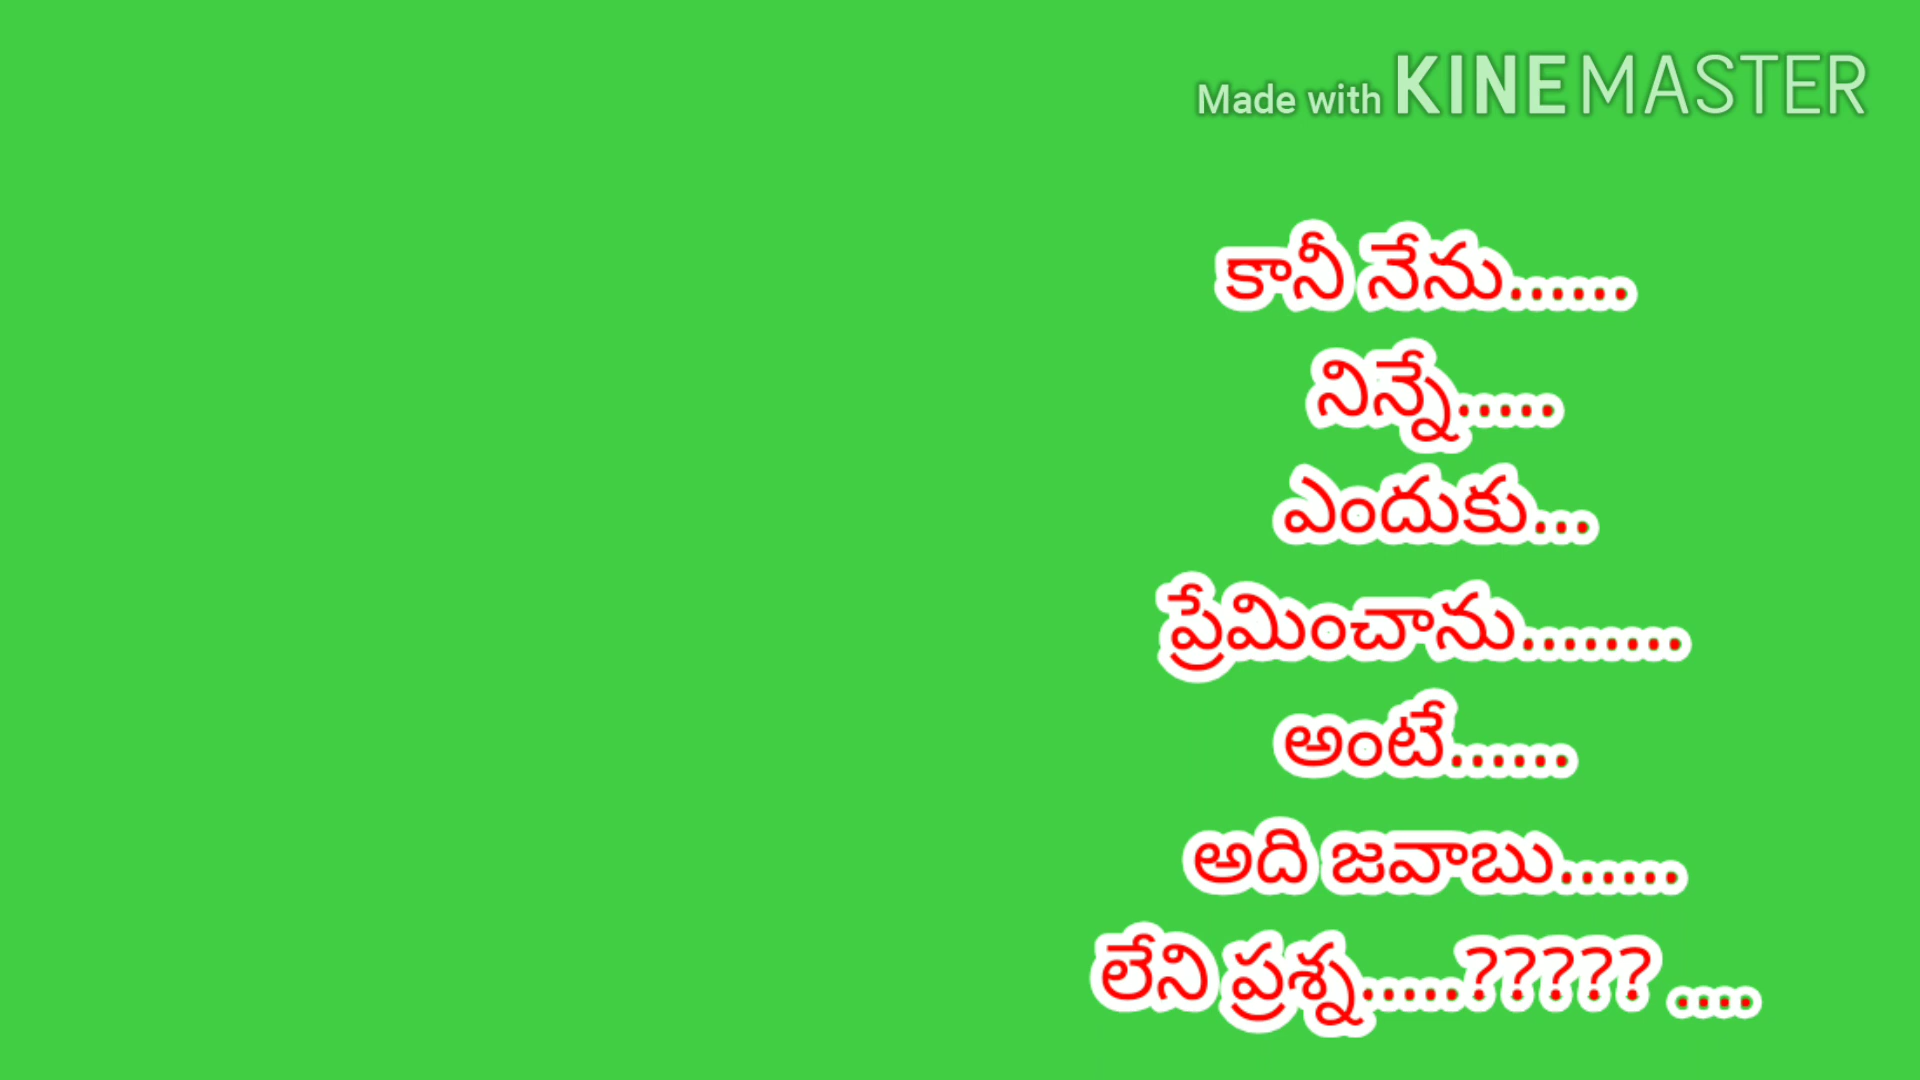 Made with KINEMASTER
కానీ నేను......
నిన్నే.....
ఎందుకు...
ప్రేమించాను........
అంటే......
అది జవాబు......
లేని ప్రశ్న.....????? ....